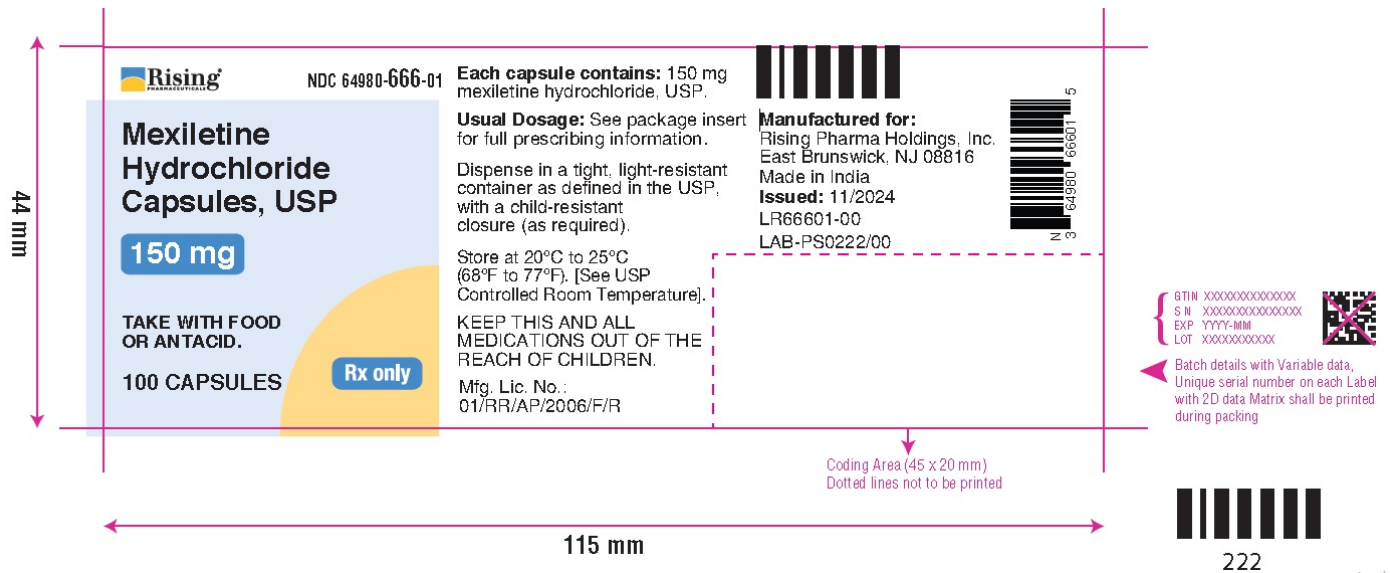 Rising®
PHARMACEUTICALS
NDC 64980-666-01
Mexiletine
Hydrochloride
Capsules, USP
150 mg
TAKE WITH FOOD
OR ANTACID.
100 CAPSULES
Rx only
Each capsule contains: 150 mg
mexiletine hydrochloride, USP.
Usual Dosage: See package insert
for full prescribing information.
Dispense in a tight, light-resistant
container as defined in the USP,
with a child-resistant
closure (as required).
Store at 20°C to 25°C
(68°F to 77°F). [See USP
Controlled Room Temperature].
KEEP THIS AND ALL
MEDICATIONS OUT OF THE
REACH OF CHILDREN.
Mfg. Lic. No.:
01/RR/AP/2006/F/R
Manufactured for:
Rising Pharma Holdings, Inc.
East Brunswick, NJ 08816
Made in India
Issued: 11/2024
LR66601-00
LAB-PS0222/00
N
3 64980 66601 5
44 mm
115 mm
Coding Area (45 x 20 mm)
Dotted lines not to be printed
GTIN XXXXXXXXXXXXXX
S N XXXXXXXXXXXXXXX
EXP YYYY-MM
LOT XXXXXXXXXXX
Batch details with Variable data,
Unique serial number on each Label
with 2D data Matrix shall be printed
during packing
222